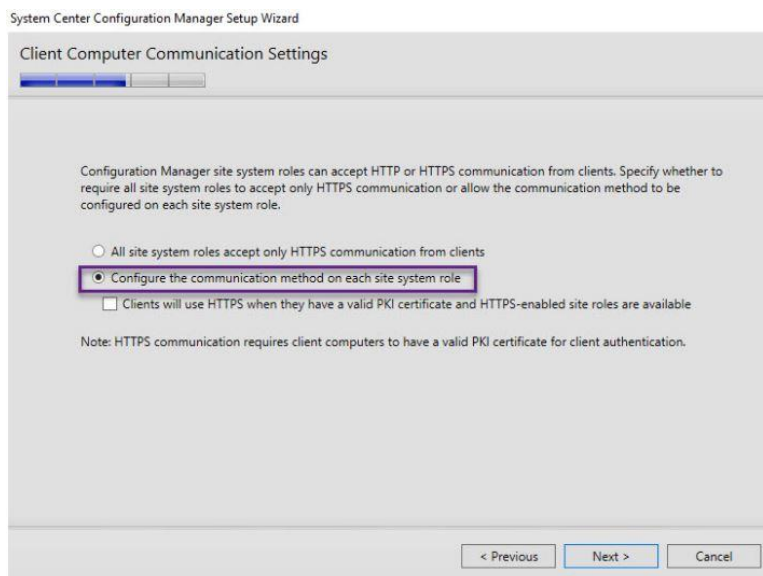 System Center Configuration Manager Setup Wizard
Client Computer Communication Settings
Configuration Manager site system roles can accept HTTP or HTTPS communication from clients. Specify whether to
require all site system roles to accept only HTTPS communication or allow the communication method to be
configured on each site system role.
All site system roles accept only HTTPS communication from clients
Configure the communication method on each site system role
Clients will use HTTPS when they have a valid PKI certificate and HTTPS-enabled site roles are available
Note: HTTPS communication requires client computers to have a valid PKI certificate for client authentication.
< Previous Next > Cancel